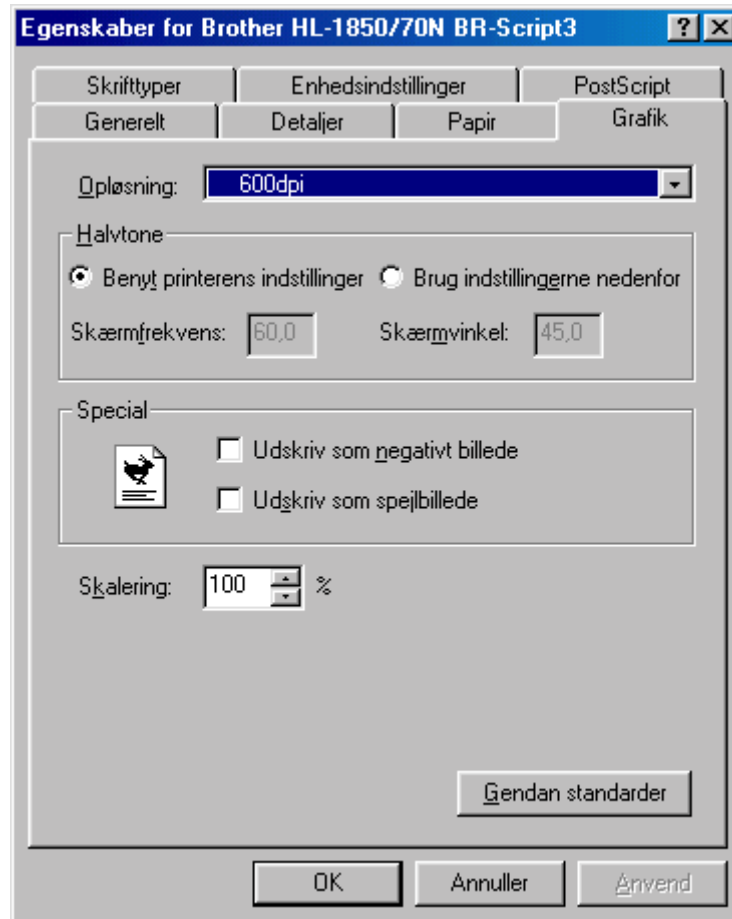 Egenskaber for Brother HL-1850/70N BR-Script3
Skrifttyper Enhedsindstillinger PostScript
Generelt Detaljer Papir Grafik
Opløsning: 600dpi
Halvtone
Benyt printerens indstillinger Brug indstillingerne nedenfor
Skærmfrekvens: 60,0 Skærmvinkel: 45,0
Special
Udskriv som negativt billede
Udskriv som spejlbillede
Skalering: 100 %
Gendan standarder
OK Annuller Anvend